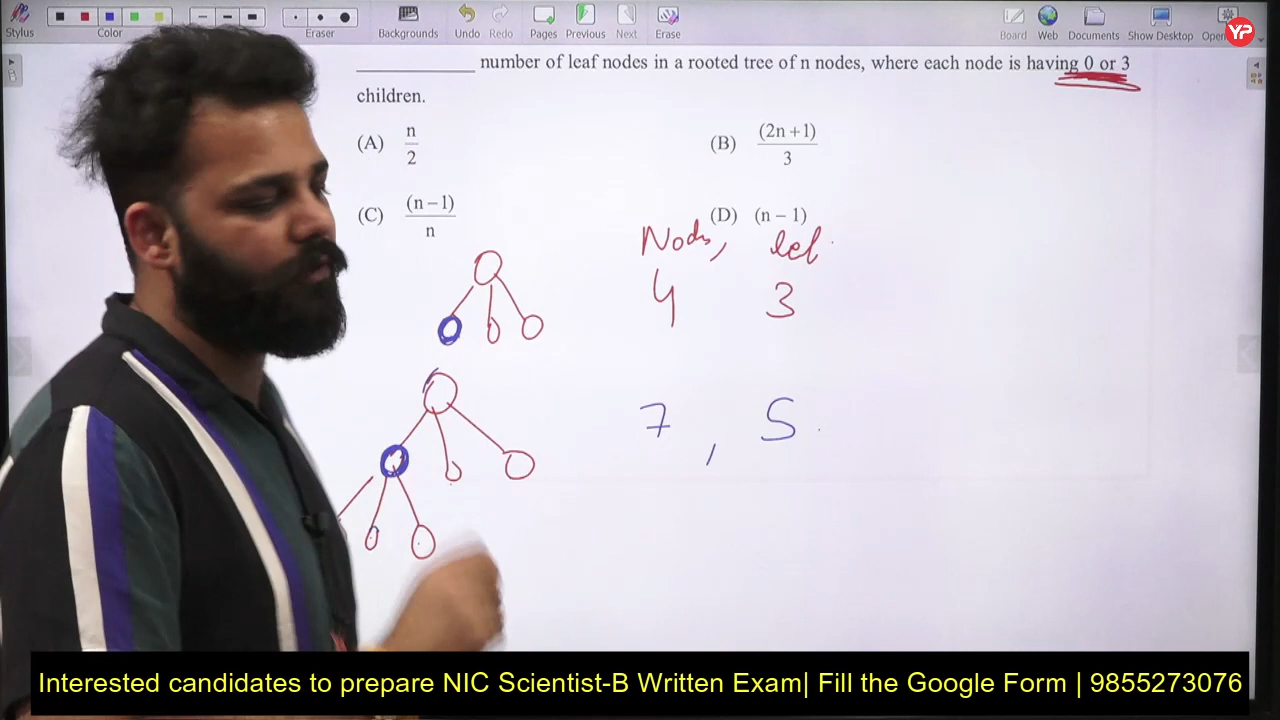 Stylus Color Eraser Backgrounds Undo Redo Pages Previous Next Erase Board Web Documents Show Desktop
YP
__________ number of leaf nodes in a rooted tree of n nodes, where each node is having 0 or 3
children.
(A) n/2 (B) (2n+1)/3
(C) (n−1)/n (D) (n − 1)
4 3
7 , 5
Interested candidates to prepare NIC Scientist-B Written Exam| Fill the Google Form | 9855273076